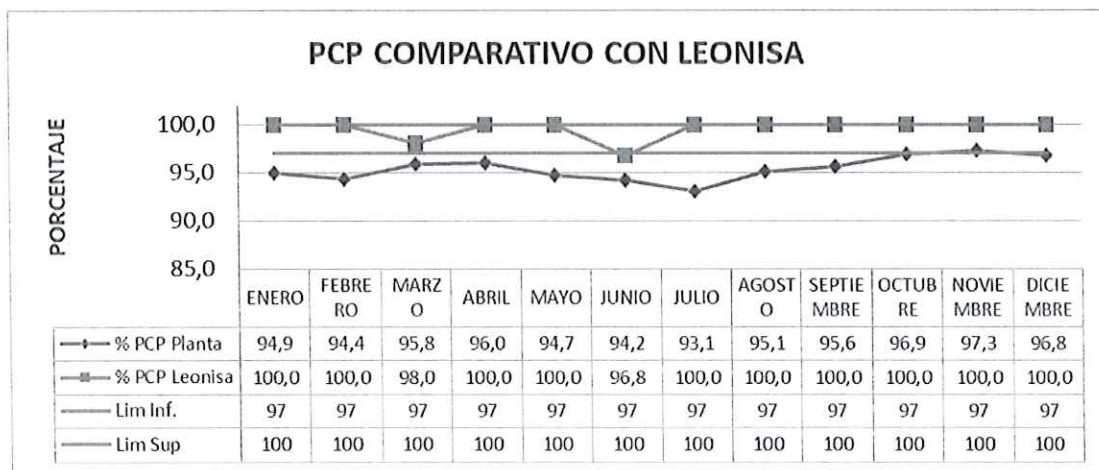 PCP COMPARATIVO CON LEONISA
PORCENTAJE
100,0
95,0
90,0
85,0
ENERO FEBRE RO MARZ O ABRIL MAYO JUNIO JULIO AGOST O SEPTIE MBRE OCTUB RE NOVIE MBRE DICIE MBRE
% PCP Planta 94,9 94,4 95,8 96,0 94,7 94,2 93,1 95,1 95,6 96,9 97,3 96,8
% PCP Leonisa 100,0 100,0 98,0 100,0 100,0 96,8 100,0 100,0 100,0 100,0 100,0 100,0
Lim Inf. 97 97 97 97 97 97 97 97 97 97 97 97
Lim Sup 100 100 100 100 100 100 100 100 100 100 100 100